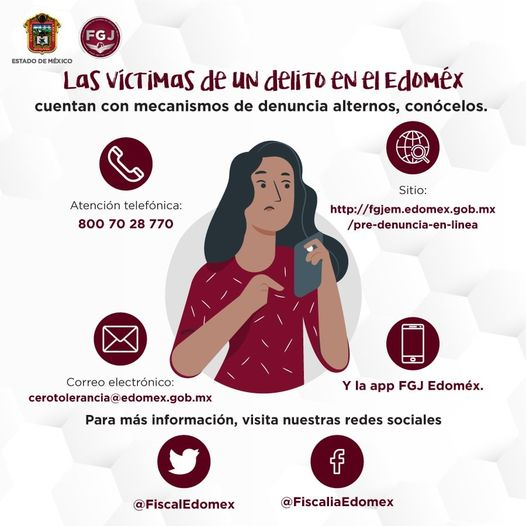 FGJ
ESTADO DE MÉXICO
Las víctimas de un delito en el Edoméx
cuentan con mecanismos de denuncia alternos, conócelos.
Atención telefónica:
800 70 28 770
Sitio:
http://fgjem.edomex.gob.mx
/pre-denuncia-en-linea
Correo electrónico:
cerotolerancia@edomex.gob.mx
Y la app FGJ Edoméx.
Para más información, visita nuestras redes sociales
@FiscalEdomex
@FiscaliaEdomex